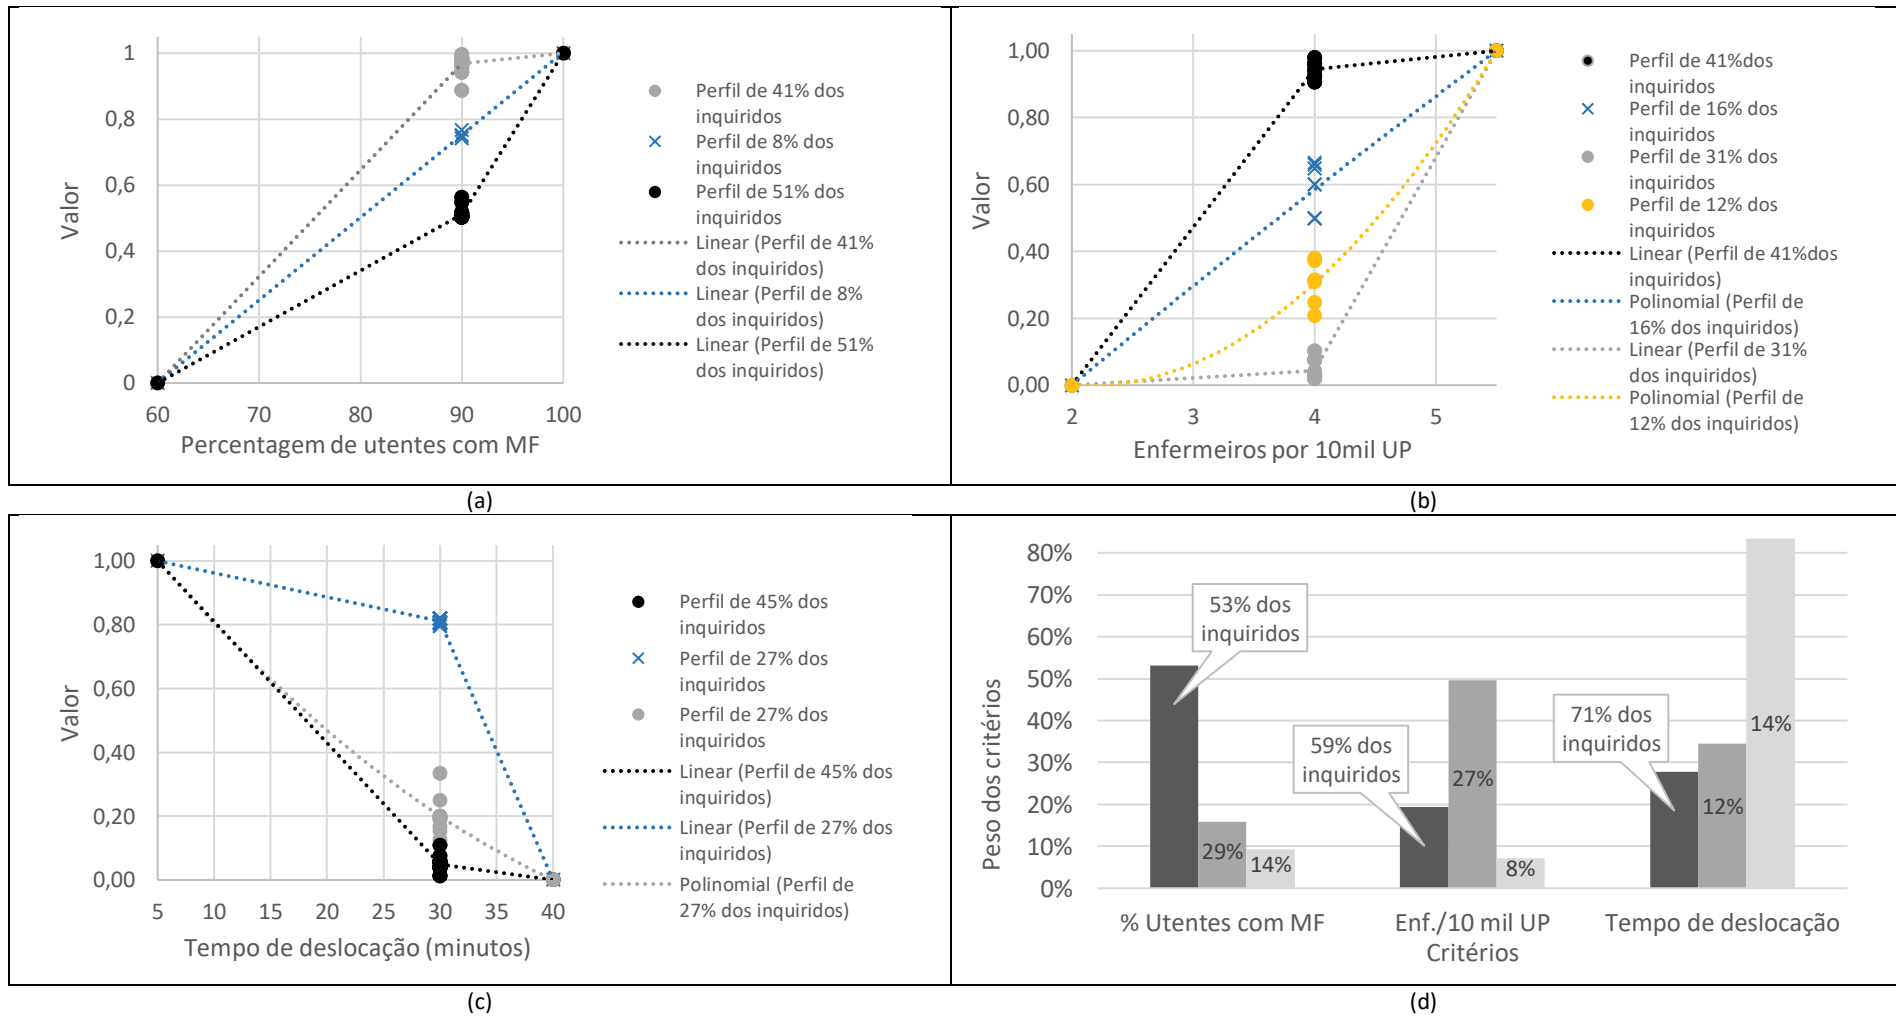 1
0,8
0,6
0,4
0,2
0
60
70
80
90
100
Valor
Percentagem de utentes com MF
Perfil de 41% dos
inquiridos
Perfil de 8% dos
inquiridos
Perfil de 51% dos
inquiridos
Linear (Perfil de 41%
dos inquiridos)
Linear (Perfil de 8%
dos inquiridos)
Linear (Perfil de 51%
dos inquiridos)
(a)
1,00
0,80
0,60
0,40
0,20
0,00
2
3
4
5
Valor
Enfermeiros por 10mil UP
Perfil de 41%dos
inquiridos
Perfil de 16% dos
inquiridos
Perfil de 31% dos
inquiridos
Perfil de 12% dos
inquiridos
Linear (Perfil de 41%dos
inquiridos)
Polinomial (Perfil de
16% dos inquiridos)
Linear (Perfil de 31%
dos inquiridos)
Polinomial (Perfil de
12% dos inquiridos)
(b)
1,00
0,80
0,60
0,40
0,20
0,00
5
10
15
20
25
30
35
40
Valor
Tempo de deslocação (minutos)
Perfil de 45% dos
inquiridos
Perfil de 27% dos
inquiridos
Perfil de 27% dos
inquiridos
Linear (Perfil de 45% dos
inquiridos)
Linear (Perfil de 27% dos
inquiridos)
Polinomial (Perfil de
27% dos inquiridos)
(c)
80%
70%
60%
50%
40%
30%
20%
10%
0%
Peso dos critérios
53% dos
inquiridos
29%
14%
59% dos
inquiridos
27%
8%
71% dos
inquiridos
12%
14%
% Utentes com MF
Enf./10 mil UP
Tempo de deslocação
Critérios
(d)